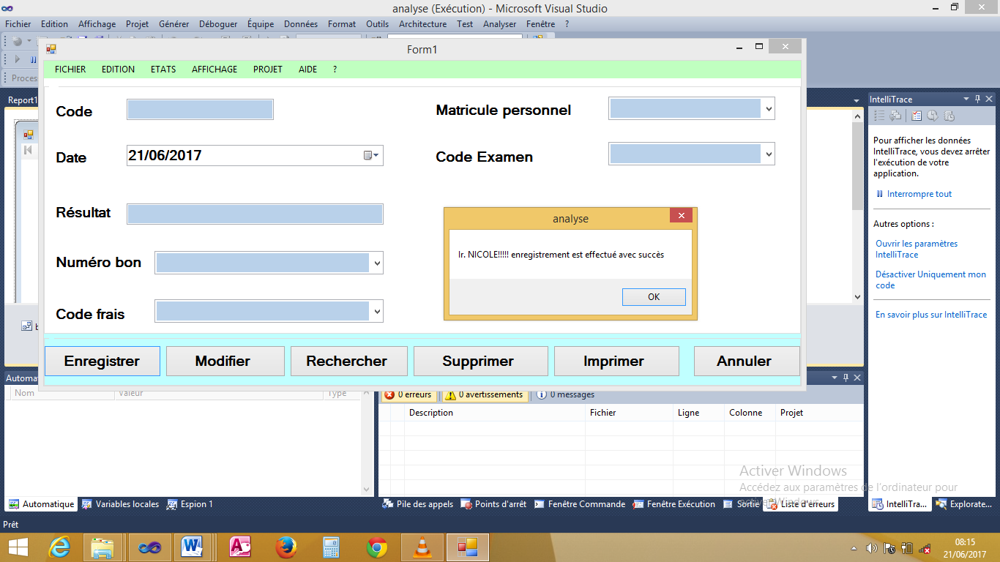 analyse (Exécution) - Microsoft Visual Studio
Fichier Edition Affichage Projet Générer Déboguer Équipe Données Format Outils Architecture Test Analyser Fenêtre ?
Form1
Proces
FICHIER EDITION ETATS AFFICHAGE PROJET AIDE ?
Report1
IntelliTrace
Code
Matricule personnel
Date 21/06/2017
Code Examen
Résultat
Numéro bon
Code frais
analyse
Ir. NICOLE!!!!! enregistrement est effectué avec succès
OK
Enregistrer Modifier Rechercher Supprimer Imprimer Annuler
Pour afficher les données
IntelliTrace, vous devez arrêter
l'exécution de votre
application.
Interrompre tout
Autres options :
Ouvrir les paramètres
IntelliTrace
Désactiver Uniquement mon
code
En savoir plus sur IntelliTrace
Automat
Nom Valeur Type
0 erreurs 0 avertissements 0 messages
Description Fichier Ligne Colonne Projet
Activer Windows
Accédez aux paramètres de l'ordinateur pour
activer Windows.
Automatique Variables locales Espion 1
Pile des appels Points d'arrêt Fenêtre Commande Fenêtre Exécution Sortie Liste d'erreurs
IntelliTra... Explorate...
Prêt
08:15
21/06/2017